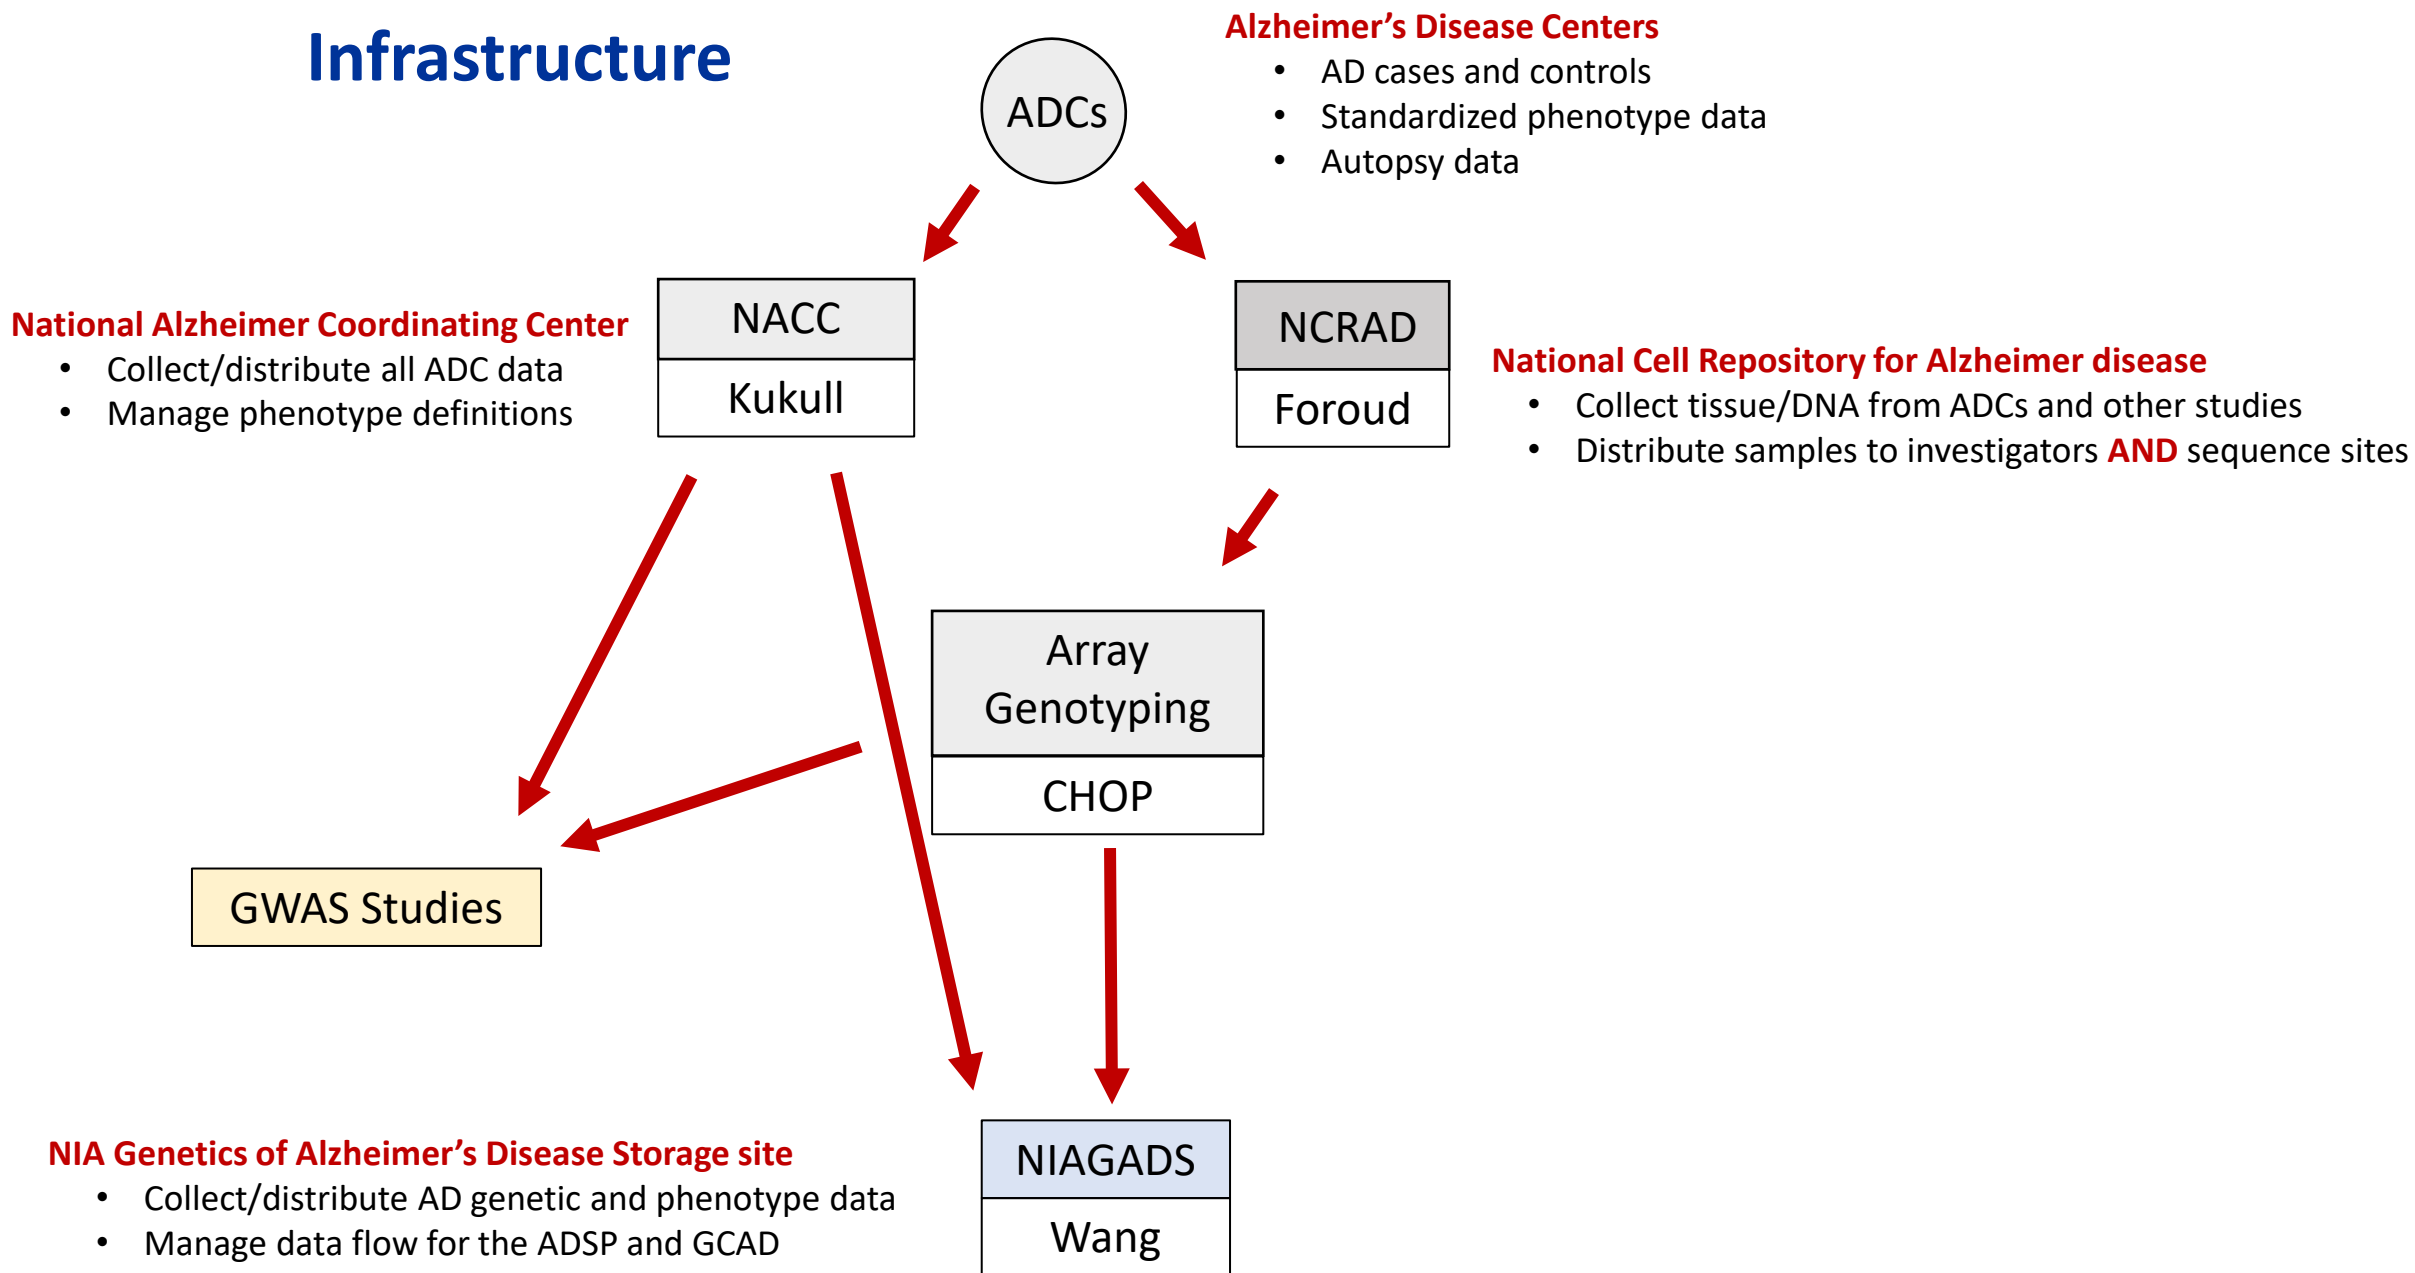 Infrastructure
ADCs
Alzheimer’s Disease Centers
• AD cases and controls
• Standardized phenotype data
• Autopsy data
National Alzheimer Coordinating Center
• Collect/distribute all ADC data
• Manage phenotype definitions
NACC
Kukull
NCRAD
Foroud
National Cell Repository for Alzheimer disease
• Collect tissue/DNA from ADCs and other studies
• Distribute samples to investigators AND sequence sites
Array
Genotyping
CHOP
GWAS Studies
NIA Genetics of Alzheimer’s Disease Storage site
• Collect/distribute AD genetic and phenotype data
• Manage data flow for the ADSP and GCAD
NIAGADS
Wang